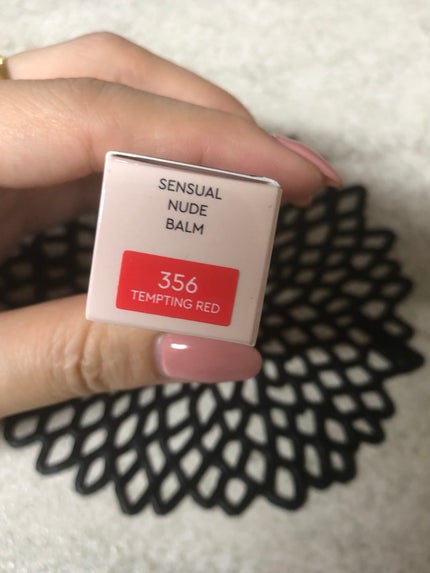 SENSUAL
NUDE
BALM
356
TEMPTING RED